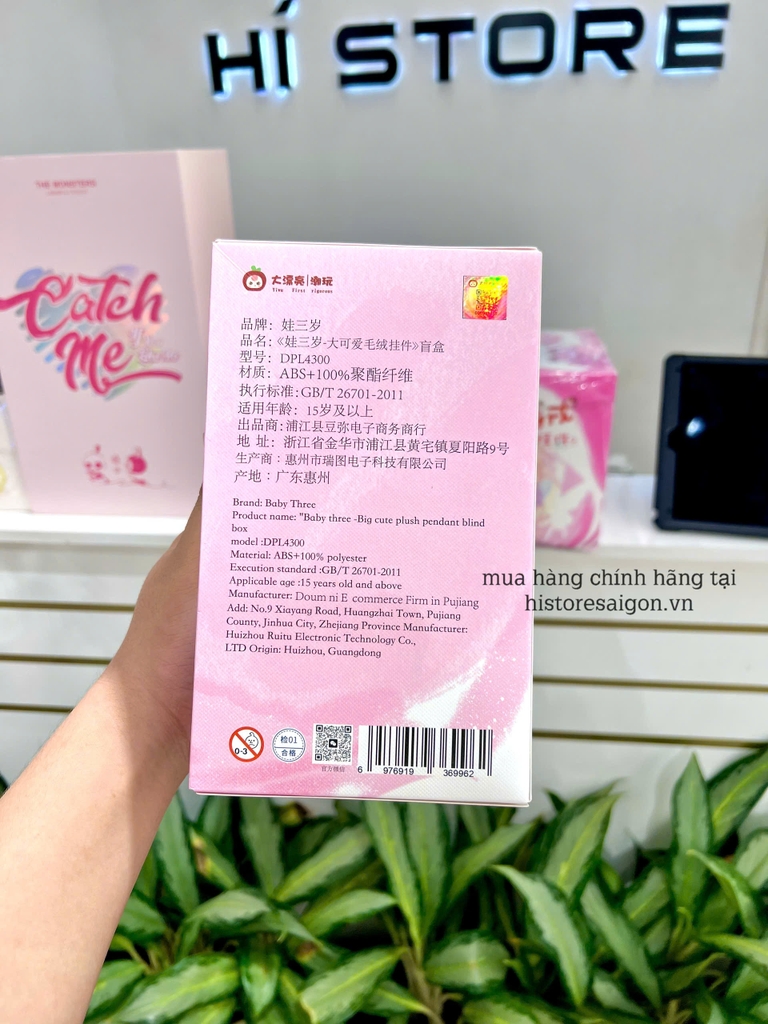 HÍ STORE
THE MONSTERS
Catch
Me
大漂亮|潮玩
Ying First vigorous
品牌：娃三岁
品名：《娃三岁-大可爱毛绒挂件》盲盒
型号：DPL4300
材质：ABS+100%聚酯纤维
执行标准:GB/T 26701-2011
适用年龄：15岁及以上
出品商:浦江县豆弥电子商务商行
地 址：浙江省金华市浦江县黄宅镇夏阳路9号
生产商：惠州市瑞图电子科技有限公司
产地：广东惠州
Brand: Baby Three
Product name: "Baby three -Big cute plush pendant blind
box
model :DPL4300
Material: ABS+100% polyester
Execution standard :GB/T 26701-2011
Applicable age :15 years old and above
Manufacturer: Doum ni E commerce Firm in Pujiang
Add: No.9 Xiayang Road, Huangzhai Town, Pujiang
County, Jinhua City, Zhejiang Province Manufacturer:
Huizhou Ruitu Electronic Technology Co.,
LTD Origin: Huizhou, Guangdong
mua hàng chính hãng tại
historesaigon.vn
0-3
检01
合格
官方微信
6 976919 369962